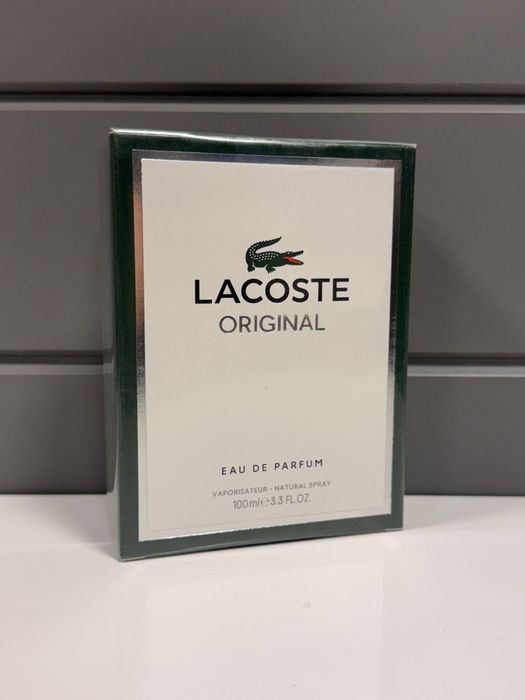 LACOSTE
ORIGINAL
EAU DE PARFUM
VAPORISATEUR - NATURAL SPRAY
100ml ℮ 3.3 FL.OZ.